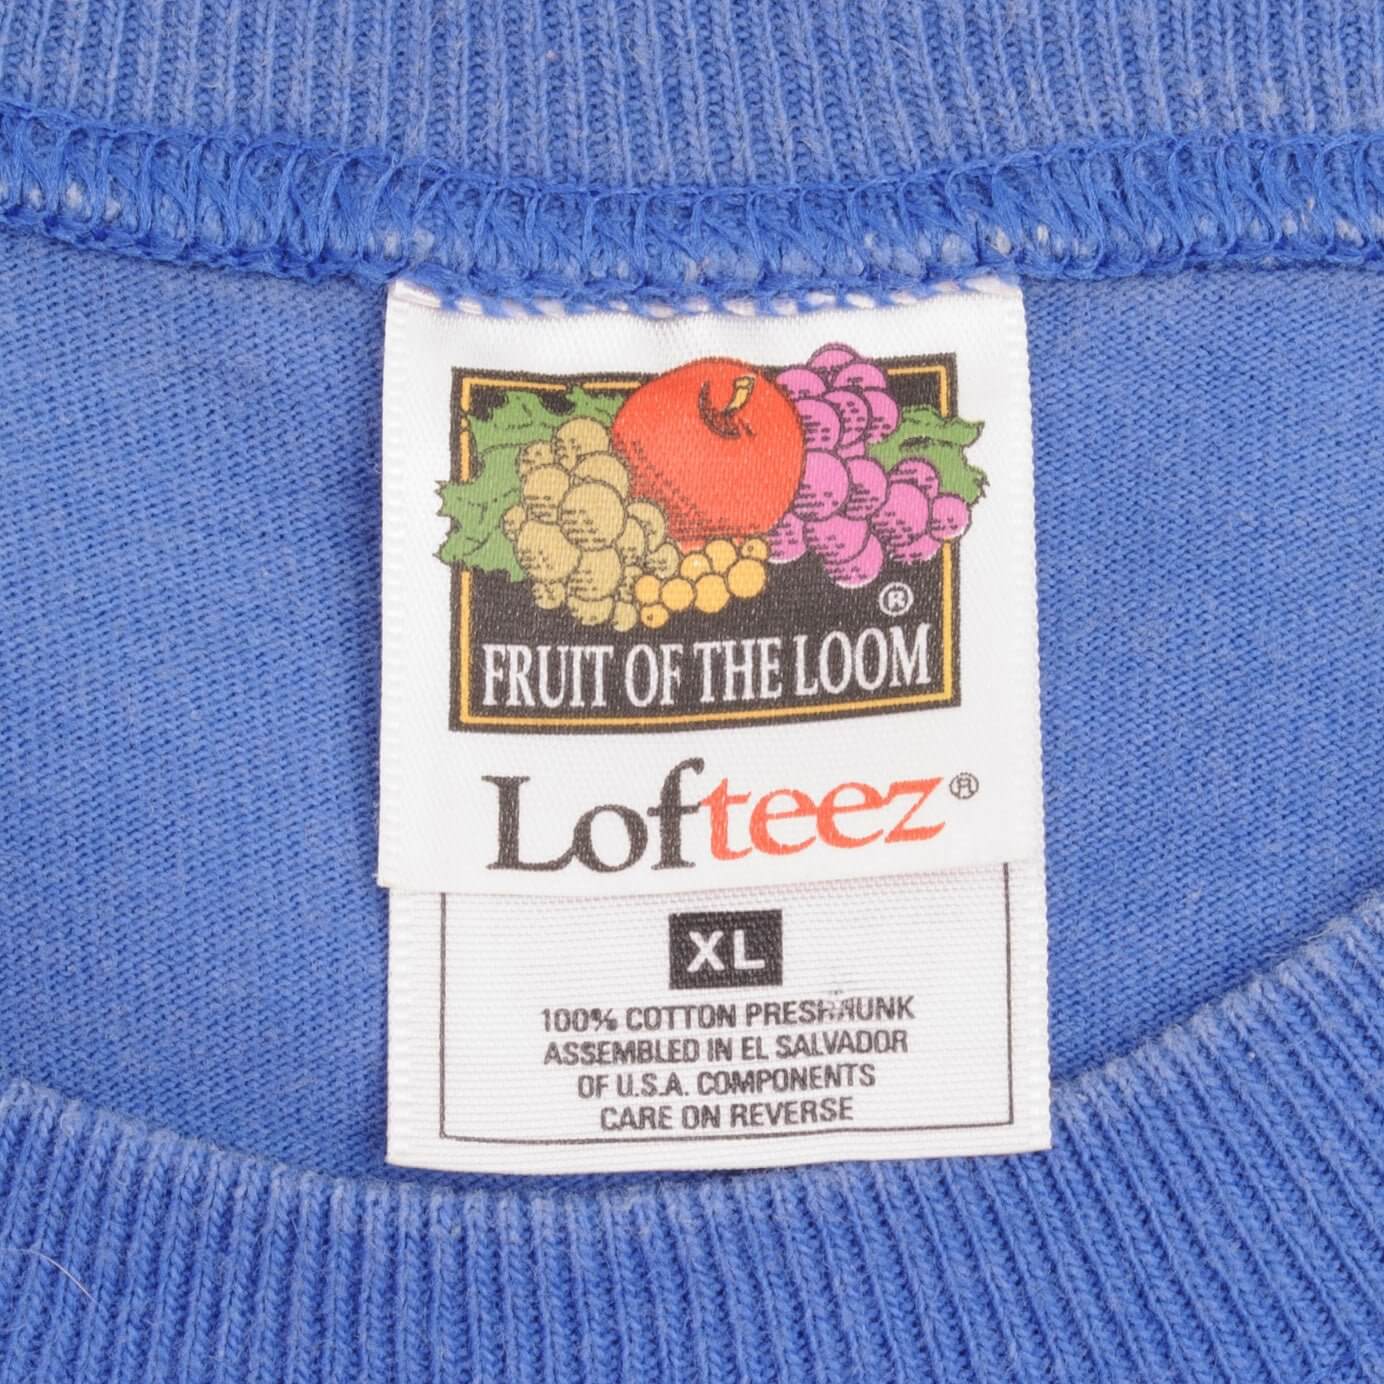 ®
FRUIT OF THE LOOM
Lofteez®
XL
100% COTTON PRESHRUNK
ASSEMBLED IN EL SALVADOR
OF U.S.A. COMPONENTS
CARE ON REVERSE